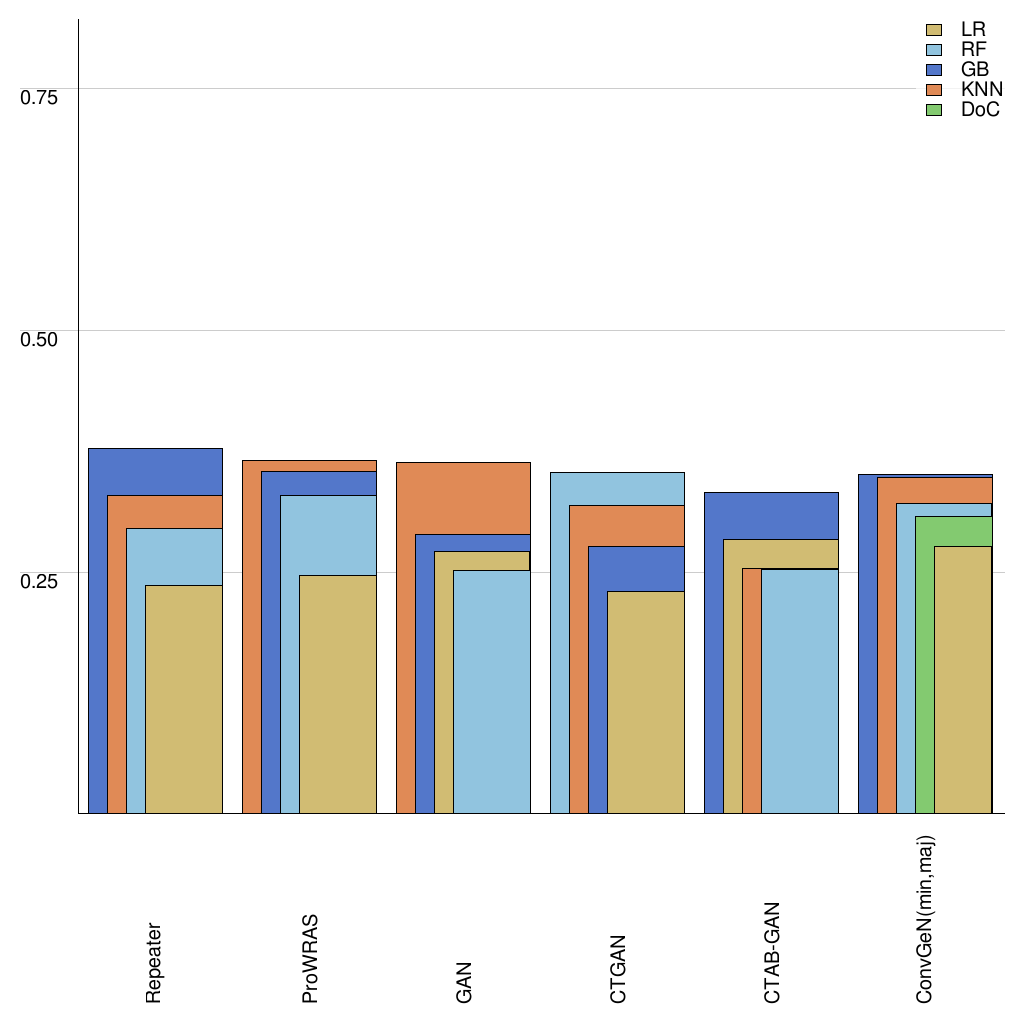 LR
RF
GB
KNN
DoC
0.75
0.50
0.25
Repeater
ProWRAS
GAN
CTGAN
CTAB-GAN
ConvGeN(min,maj)